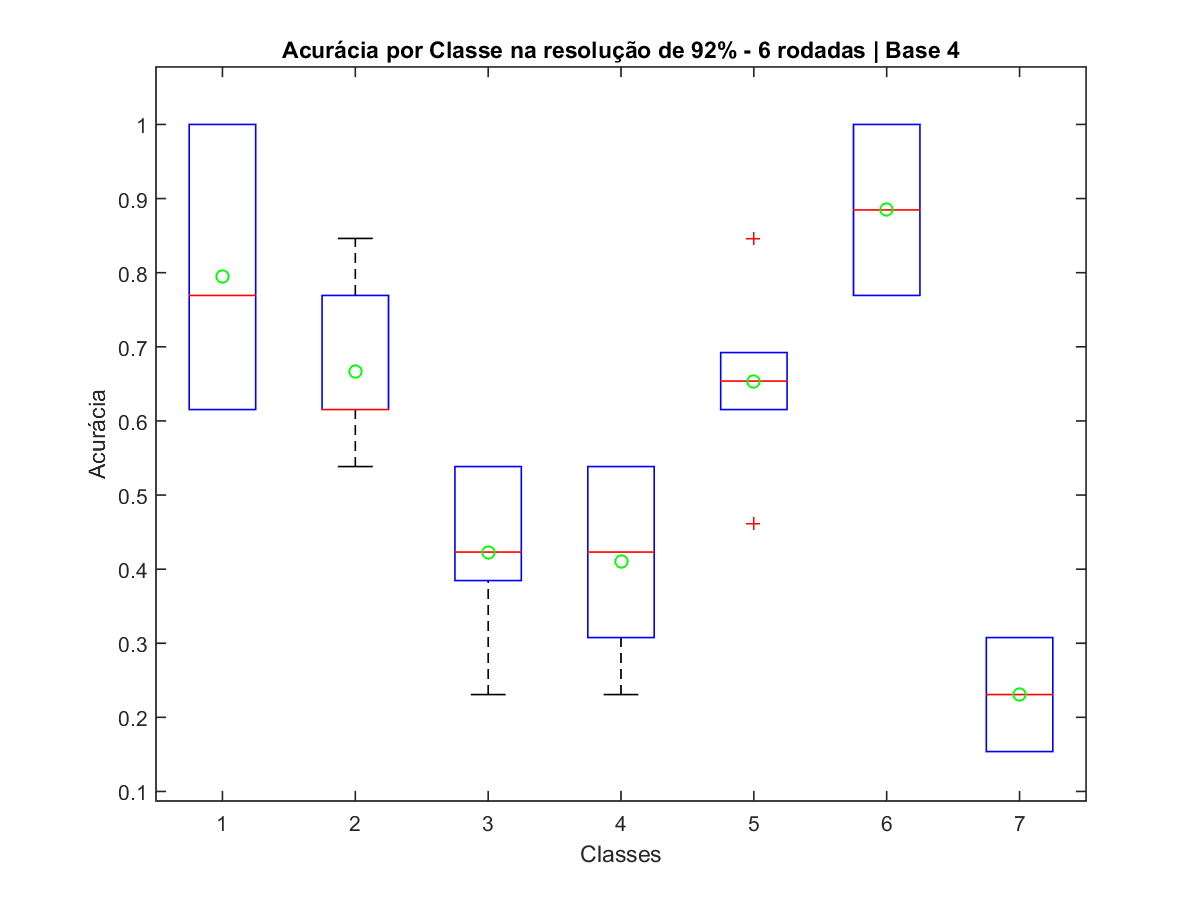 Acurácia por Classe na resolução de 92% - 6 rodadas | Base 4
1
0.9
0.8
0.7
0.6
0.5
0.4
0.3
0.2
0.1
Acurácia
1 2 3 4 5 6 7
Classes